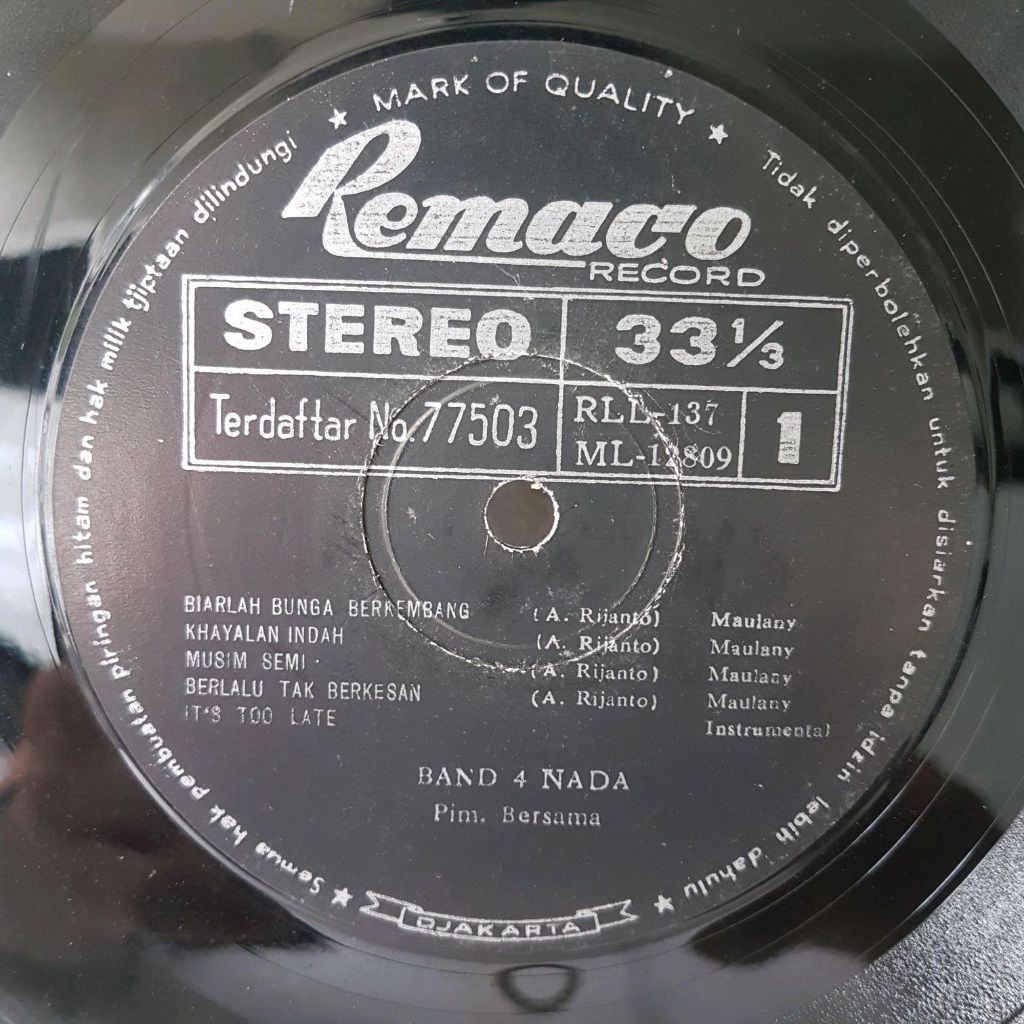 MARK OF QUALITY
Remaco
RECORD
STEREO 33 1/3
Terdaftar No.77503 RLL-137
ML-12809 1
BIARLAH BUNGA BERKEMBANG (A. Rijanto) Maulany
KHAYALAN INDAH (A. Rijanto) Maulany
MUSIM SEMI (A. Rijanto) Maulany
BERLALU TAK BERKESAN (A. Rijanto) Maulany
IT'S TOO LATE Instrumental
BAND 4 NADA
Pim. Bersama
DJAKARTA
Semua hak pembuatan piringan hitam dan hak milik tjiptaan dilindungi
Tidak diperbolehkan untuk disiarkan tanpa idzin lebih dahulu